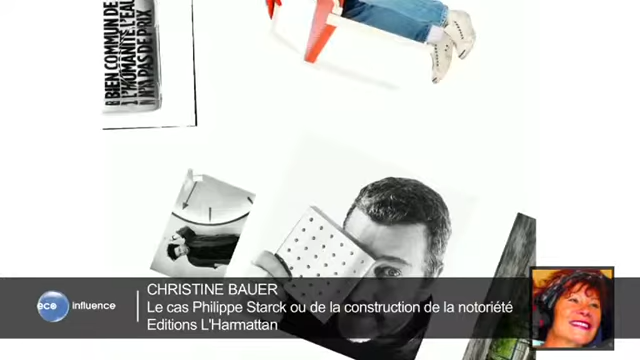 BIEN COMMUN DE
L'HUMANITÉ L'EAU
N'A PAS DE PRIX
CHRISTINE BAUER
Le cas Philippe Starck ou de la construction de la notoriété
Editions L'Harmattan
eco influence